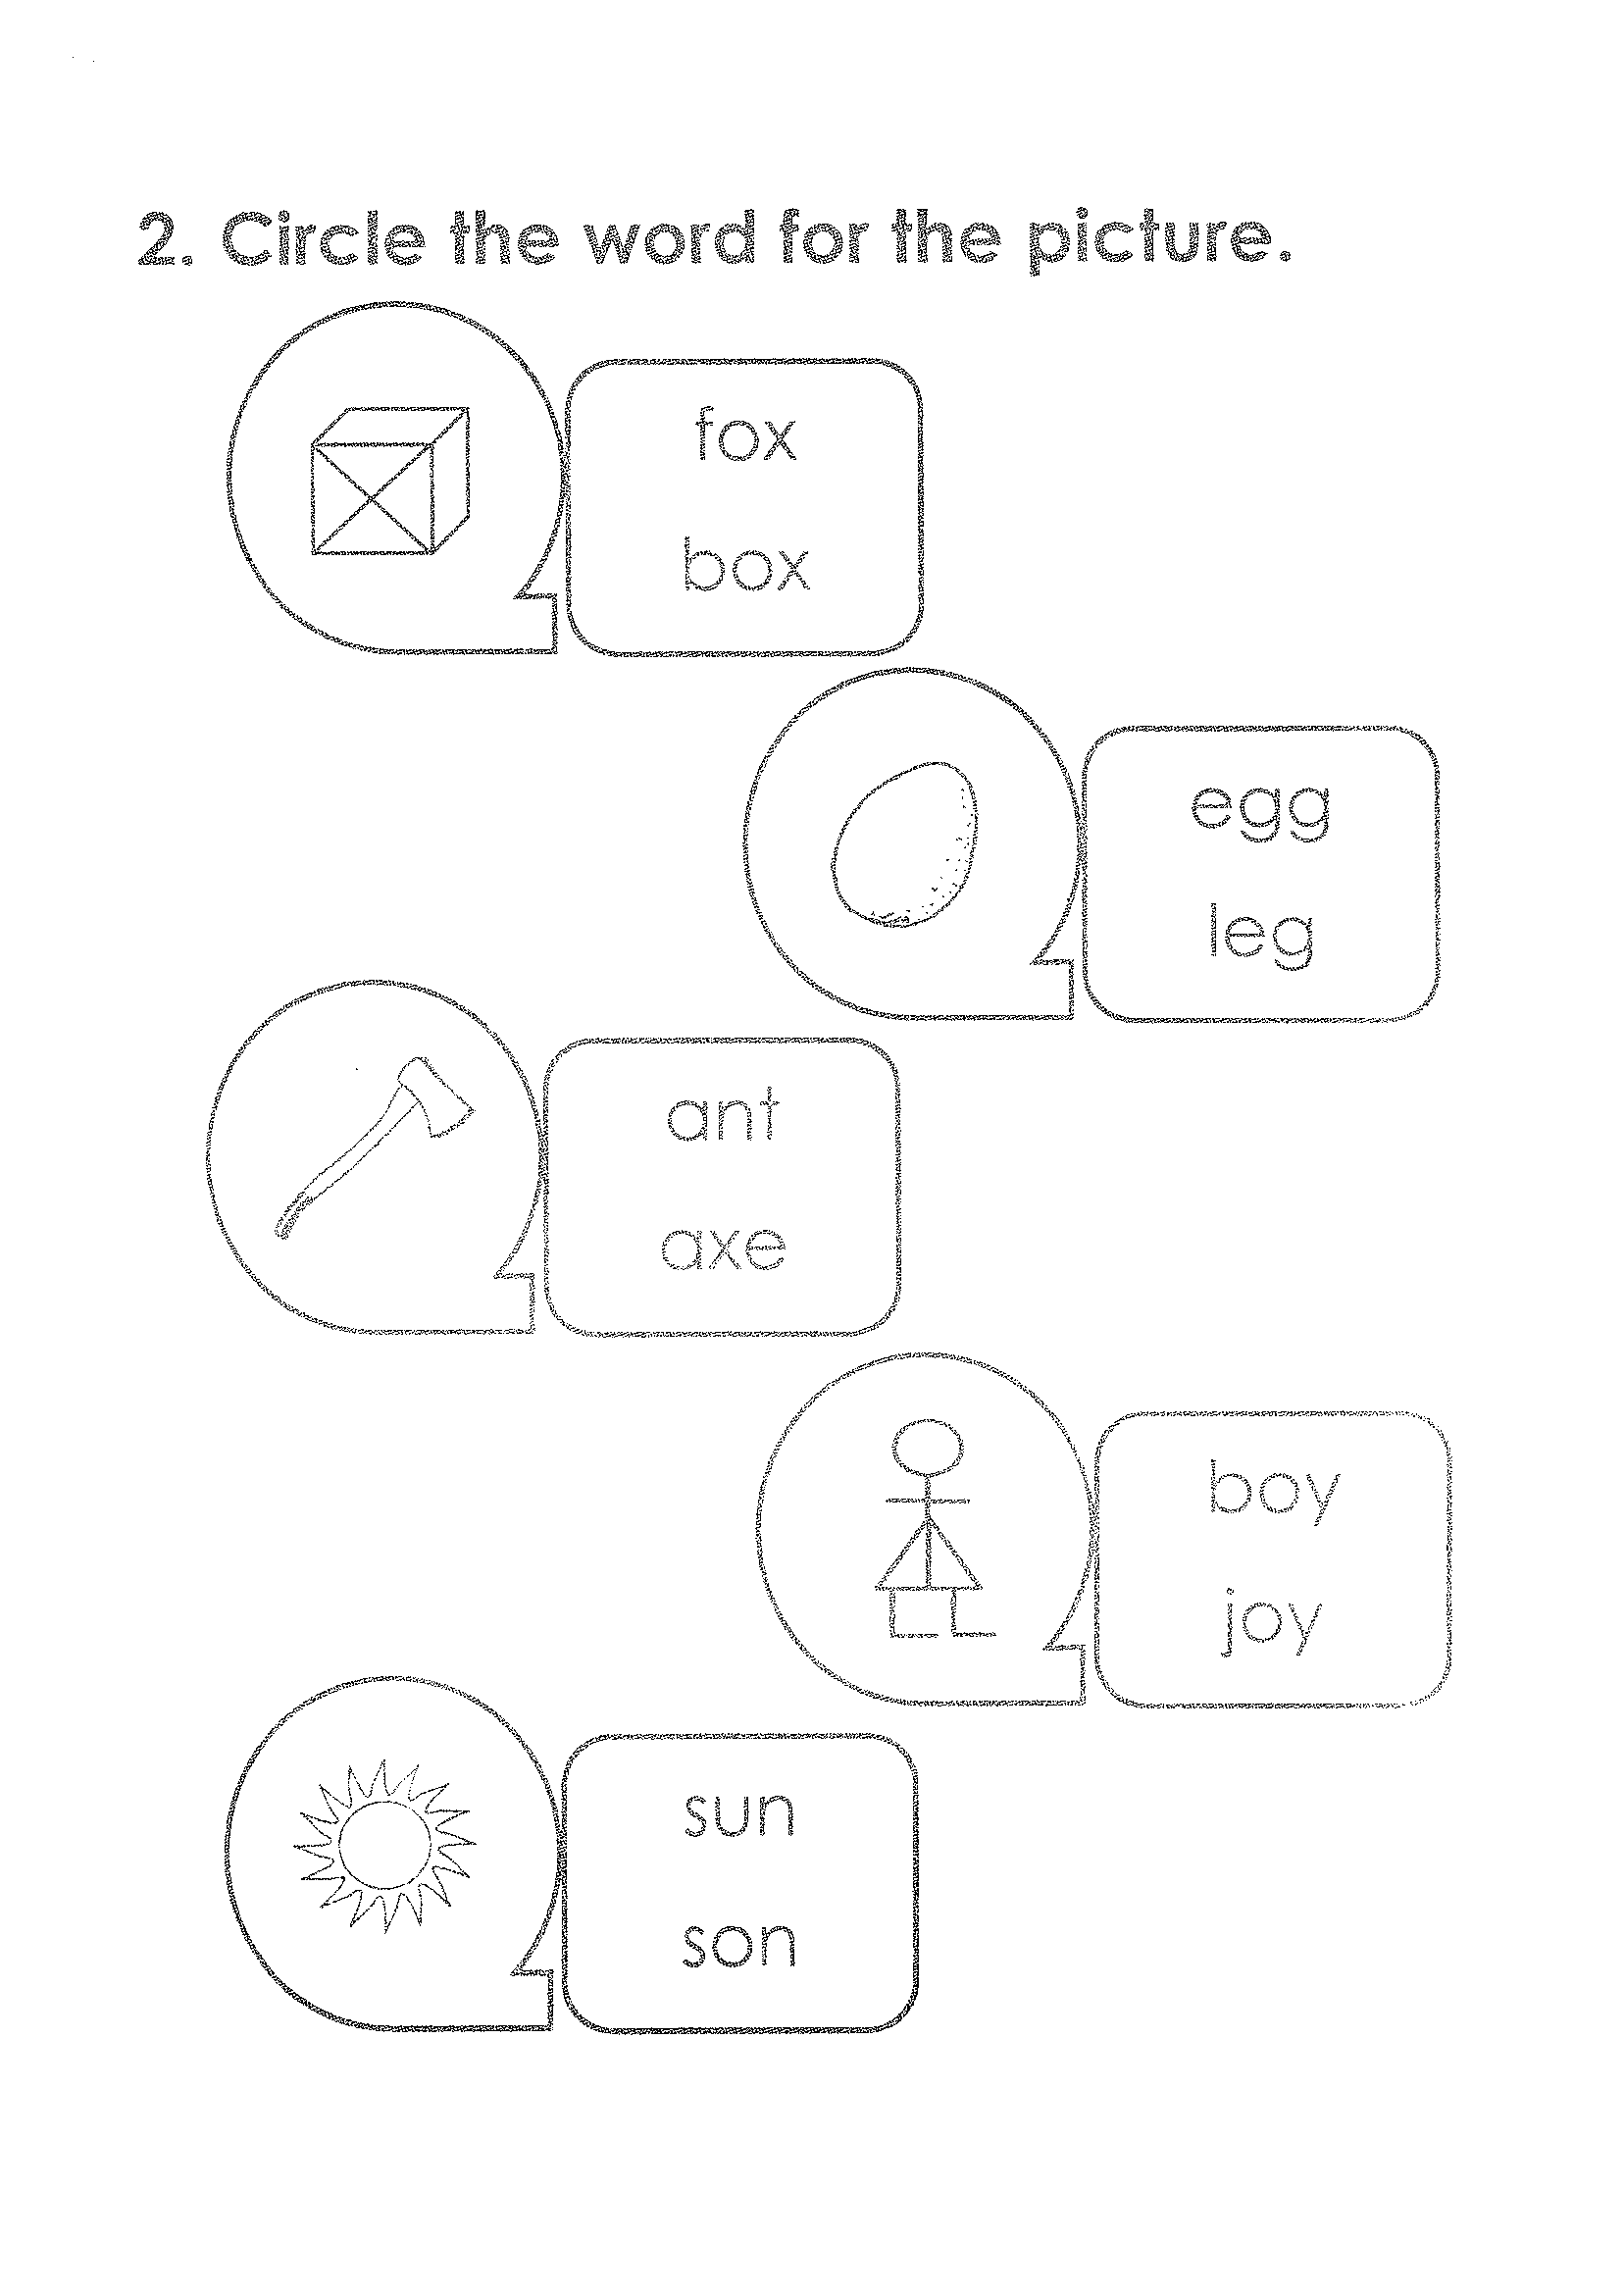 2. Circle the word for the picture.
fox
box
egg
leg
ant
axe
boy
joy
sun
son